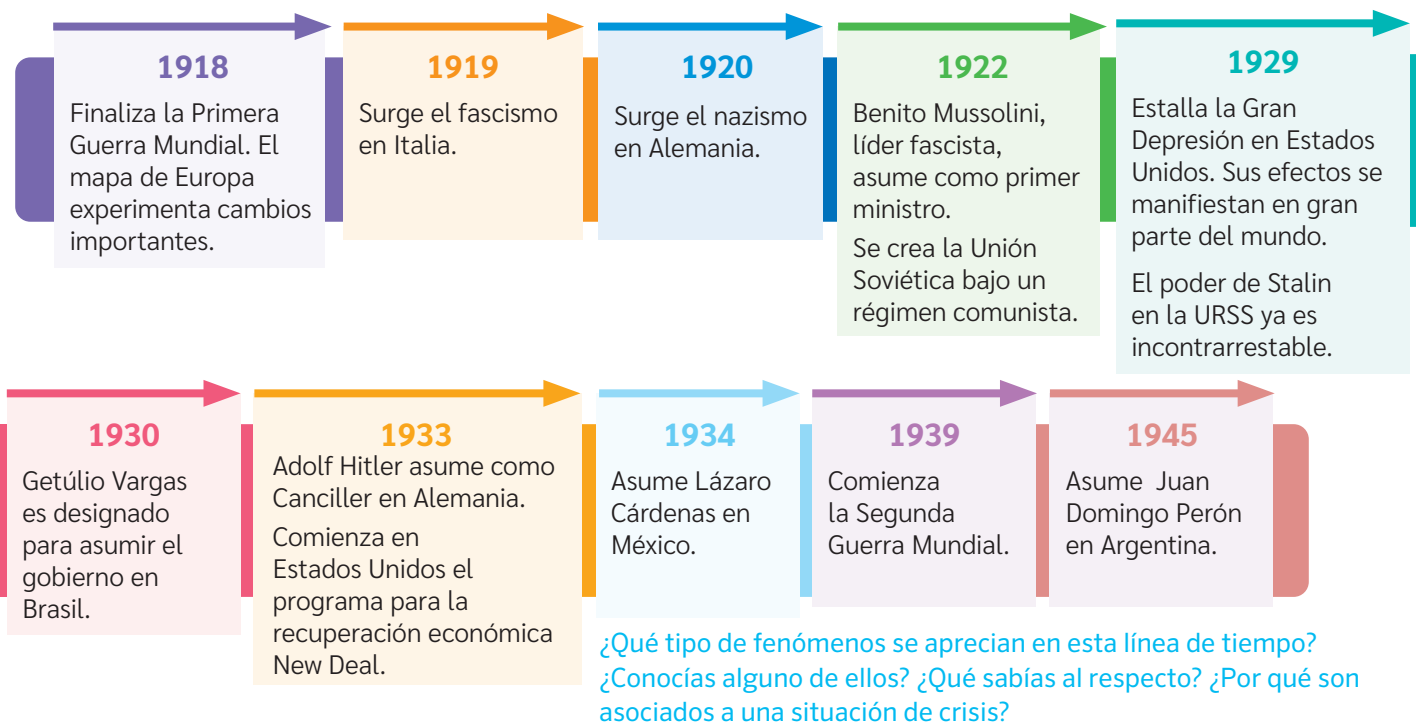 1918
Finaliza la Primera
Guerra Mundial. El
mapa de Europa
experimenta cambios
importantes.
1919
Surge el fascismo
en Italia.
1920
Surge el nazismo
en Alemania.
1922
Benito Mussolini,
líder fascista,
asume como primer
ministro.
Se crea la Unión
Soviética bajo un
régimen comunista.
1929
Estalla la Gran
Depresión en Estados
Unidos. Sus efectos se
manifiestan en gran
parte del mundo.
El poder de Stalin
en la URSS ya es
incontrarrestable.
1930
Getúlio Vargas
es designado
para asumir el
gobierno en
Brasil.
1933
Adolf Hitler asume como
Canciller en Alemania.
Comienza en
Estados Unidos el
programa para la
recuperación económica
New Deal.
1934
Asume Lázaro
Cárdenas en
México.
1939
Comienza
la Segunda
Guerra Mundial.
1945
Asume Juan
Domingo Perón
en Argentina.
¿Qué tipo de fenómenos se aprecian en esta línea de tiempo?
¿Conocías alguno de ellos? ¿Qué sabías al respecto? ¿Por qué son
asociados a una situación de crisis?